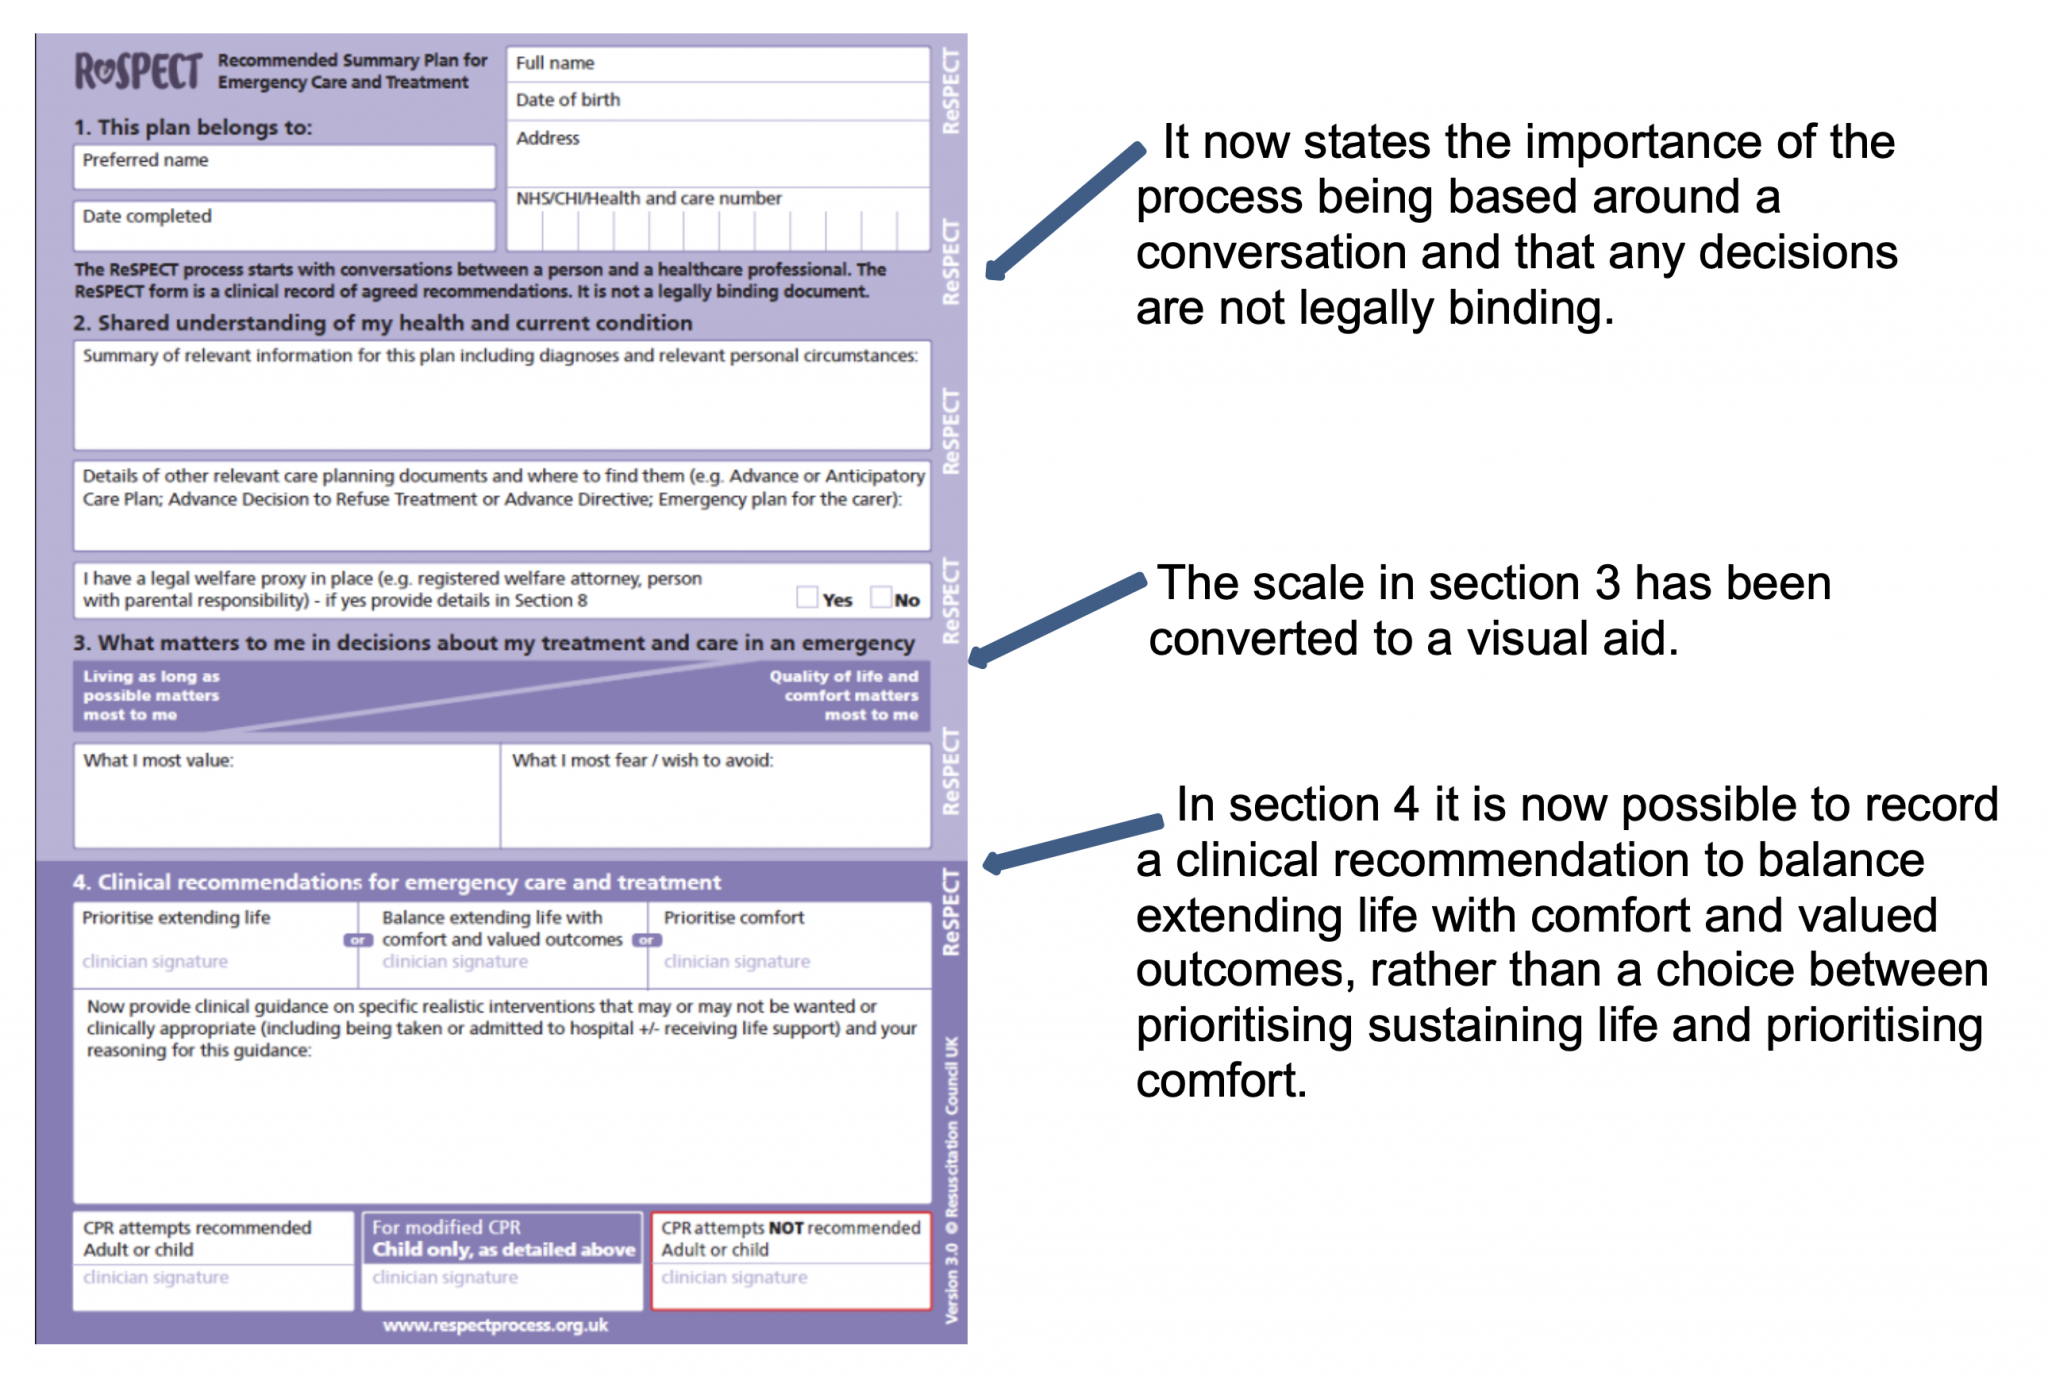 ReSPECT
Recommended Summary Plan for
Emergency Care and Treatment
1. This plan belongs to:
Preferred name
Date completed
Full name
Date of birth
Address
NHS/CHI/Health and care number
The ReSPECT process starts with conversations between a person and a healthcare professional. The
ReSPECT form is a clinical record of agreed recommendations. It is not a legally binding document.
2. Shared understanding of my health and current condition
Summary of relevant information for this plan including diagnoses and relevant personal circumstances:
Details of other relevant care planning documents and where to find them (e.g. Advance or Anticipatory
Care Plan; Advance Decision to Refuse Treatment or Advance Directive; Emergency plan for the carer):
I have a legal welfare proxy in place (e.g. registered welfare attorney, person
with parental responsibility) - if yes provide details in Section 8
Yes
No
3. What matters to me in decisions about my treatment and care in an emergency
Living as long as
possible matters
most to me
Quality of life and
comfort matters
most to me
What I most value:
What I most fear / wish to avoid:
4. Clinical recommendations for emergency care and treatment
Prioritise extending life
clinician signature
or
Balance extending life with
comfort and valued outcomes
clinician signature
or
Prioritise comfort
clinician signature
Now provide clinical guidance on specific realistic interventions that may or may not be wanted or
clinically appropriate (including being taken or admitted to hospital +/- receiving life support) and your
reasoning for this guidance:
CPR attempts recommended
Adult or child
clinician signature
For modified CPR
Child only, as detailed above
clinician signature
CPR attempts NOT recommended
Adult or child
clinician signature
www.respectprocess.org.uk
ReSPECT
ReSPECT
ReSPECT
ReSPECT
ReSPECT
ReSPECT
Version 3.0 © Resuscitation Council UK
It now states the importance of the
process being based around a
conversation and that any decisions
are not legally binding.
The scale in section 3 has been
converted to a visual aid.
In section 4 it is now possible to record
a clinical recommendation to balance
extending life with comfort and valued
outcomes, rather than a choice between
prioritising sustaining life and prioritising
comfort.